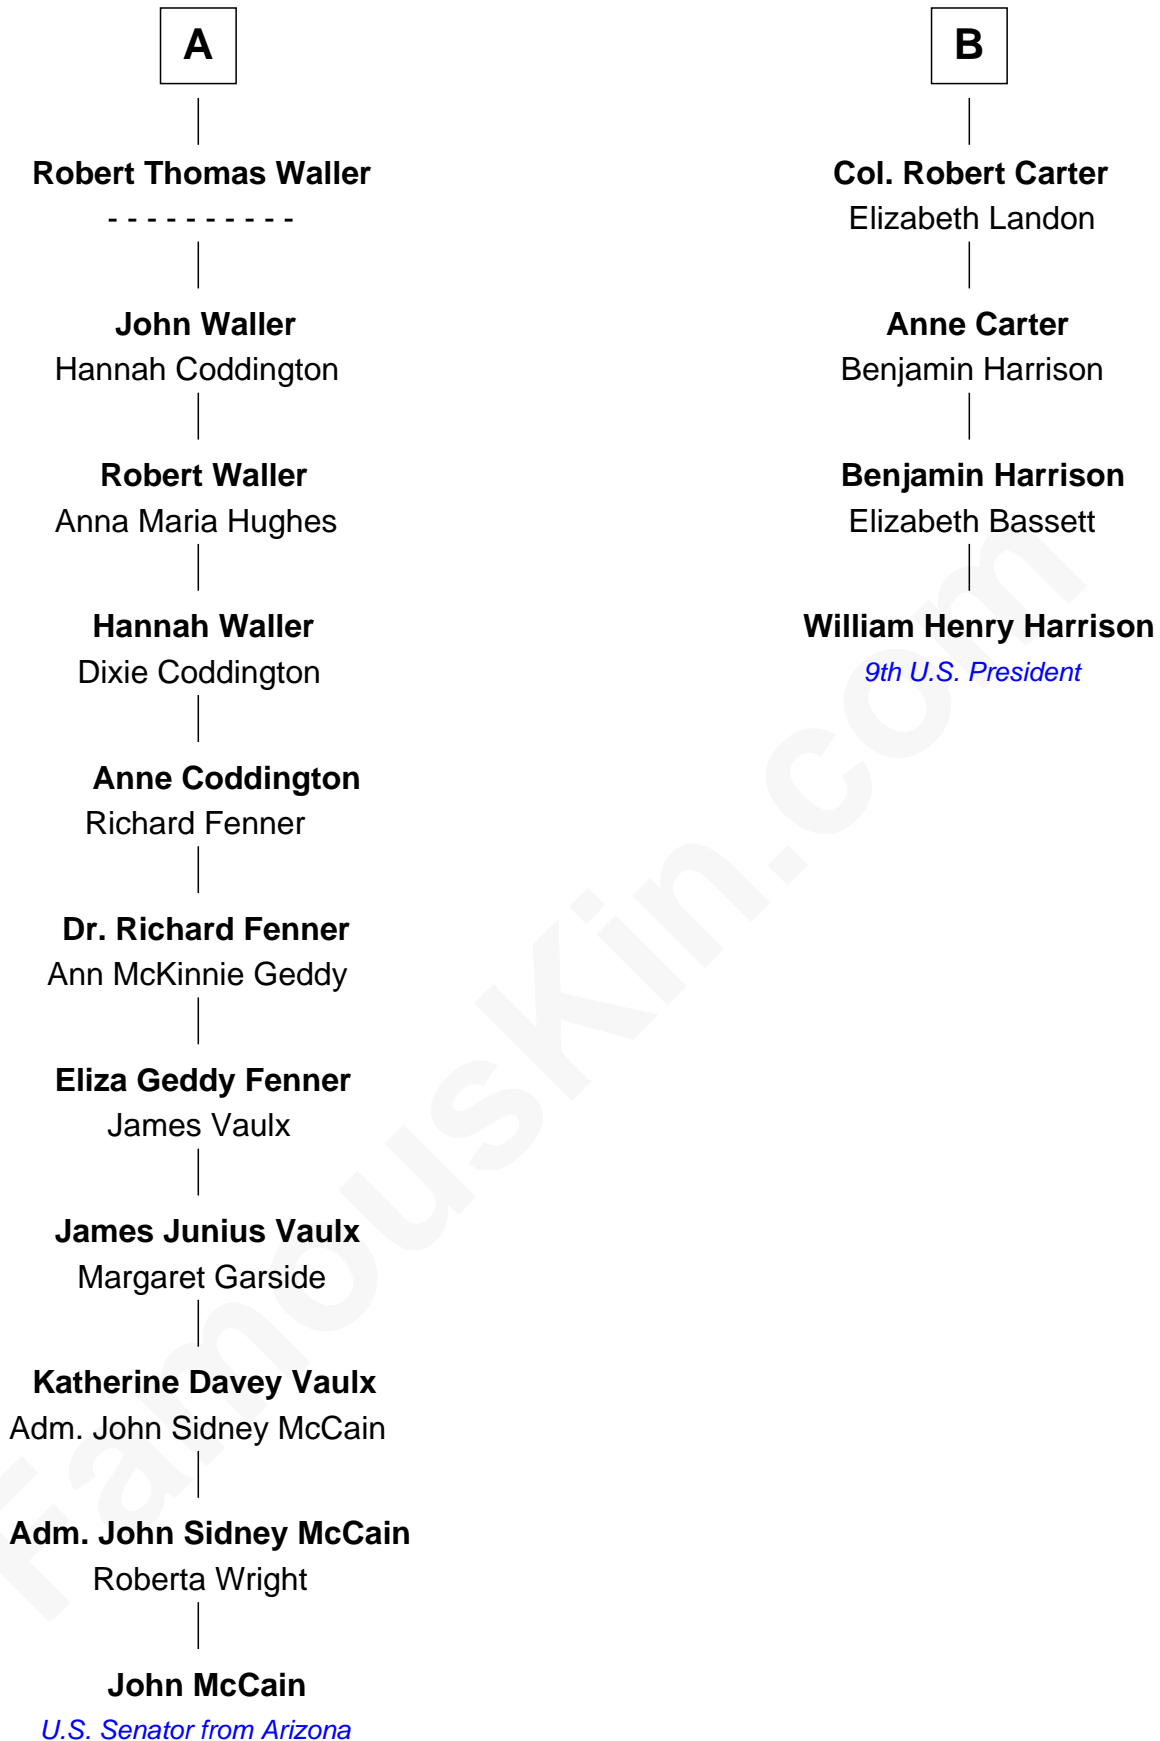 A
Robert Thomas Waller
- - - - - - - - - -
John Waller
Hannah Coddington
Robert Waller
Anna Maria Hughes
Hannah Waller
Dixie Coddington
Anne Coddington
Richard Fenner
Dr. Richard Fenner
Ann McKinnie Geddy
Eliza Geddy Fenner
James Vaulx
James Junius Vaulx
Margaret Garside
Katherine Davey Vaulx
Adm. John Sidney McCain
Adm. John Sidney McCain
Roberta Wright
John McCain
U.S. Senator from Arizona
B
Col. Robert Carter
Elizabeth Landon
Anne Carter
Benjamin Harrison
Benjamin Harrison
Elizabeth Bassett
William Henry Harrison
9th U.S. President
FamousKin.com